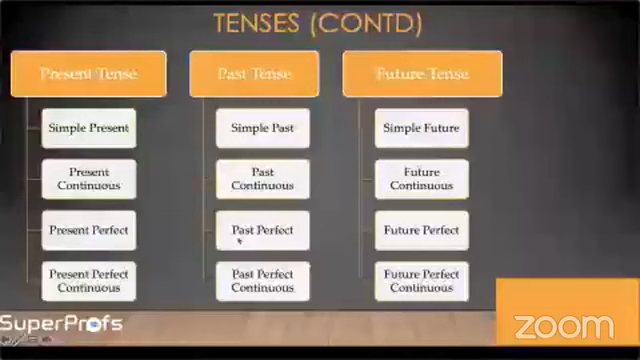 TENSES (CONTD)
Present Tense
Simple Present
Present
Continuous
Present Perfect
Present Perfect
Continuous
Past Tense
Simple Past
Past
Continuous
Past Perfect
Past Perfect
Continuous
Future Tense
Simple Future
Future
Continuous
Future Perfect
Future Perfect
Continuous
SuperProfs
zoom